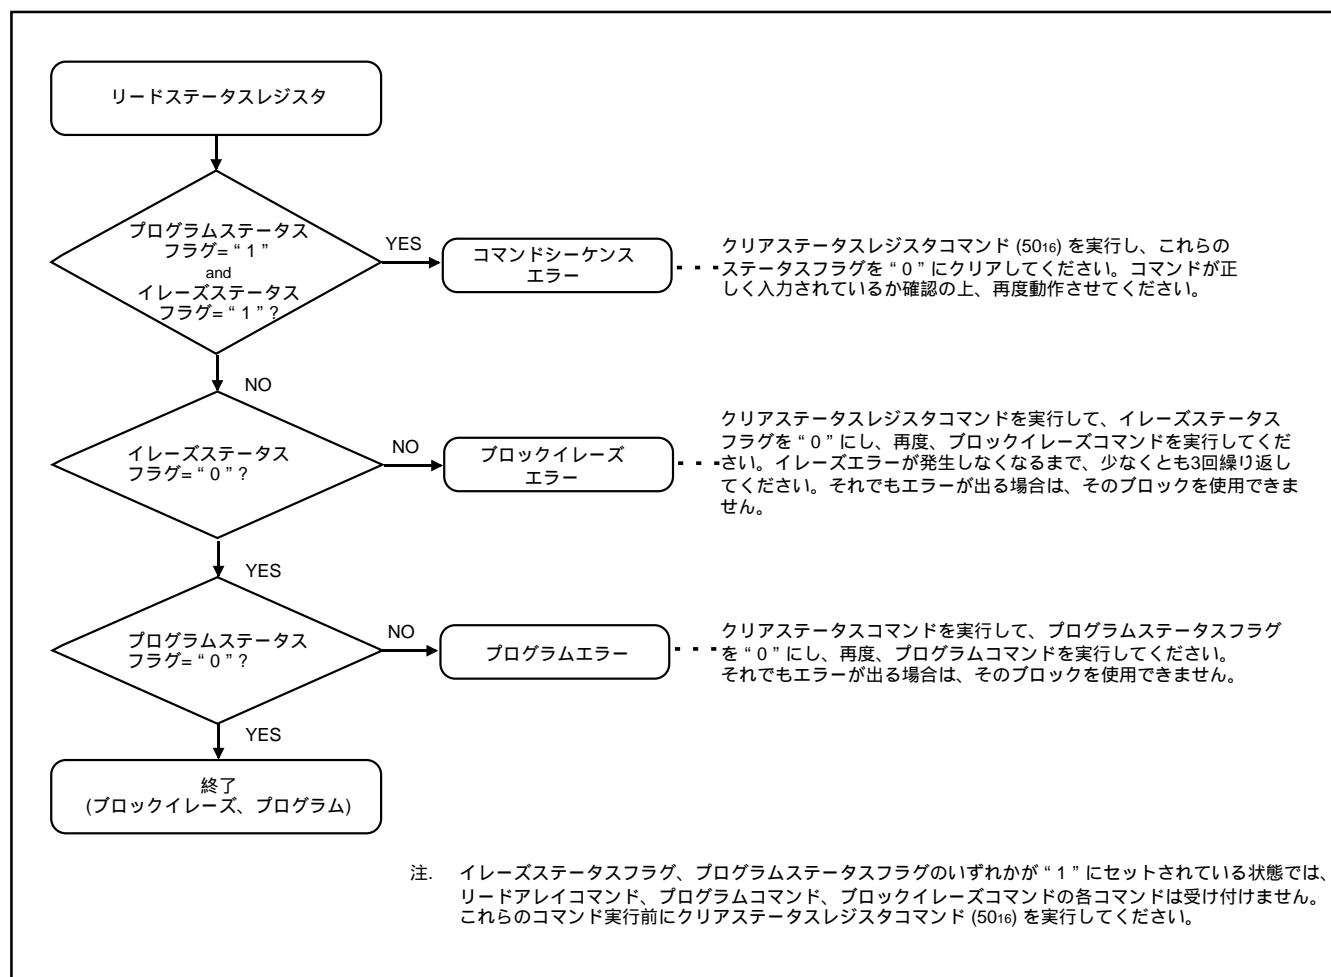 リードステータスレジスタ
プログラムステータス
フラグ= “ 1 ”
and
イレーズステータス
フラグ= “ 1 ” ?
YES
コマンドシーケンス
エラー
クリアステータスレジスタコマンド (5016) を実行し、これらの
ステータスフラグを “ 0 ” にクリアしてください。コマンドが正
しく入力されているか確認の上、再度動作させてください。
NO
イレーズステータス
フラグ= “ 0 ” ?
NO
ブロックイレーズ
エラー
クリアステータスレジスタコマンドを実行して、イレーズステータス
フラグを “ 0 ” にし、再度、ブロックイレーズコマンドを実行してくだ
さい。イレーズエラーが発生しなくなるまで、少なくとも3回繰り返し
てください。それでもエラーが出る場合は、そのブロックを使用できま
せん。
YES
プログラムステータス
フラグ= “ 0 ” ?
NO
プログラムエラー
クリアステータスコマンドを実行して、プログラムステータスフラグ
を “ 0 ” にし、再度、プログラムコマンドを実行してください。
それでもエラーが出る場合は、そのブロックを使用できません。
YES
終了
(ブロックイレーズ、プログラム)
注. イレーズステータスフラグ、プログラムステータスフラグのいずれかが “ 1 ” にセットされている状態では、
リードアレイコマンド、プログラムコマンド、ブロックイレーズコマンドの各コマンドは受け付けません。
これらのコマンド実行前にクリアステータスレジスタコマンド (5016) を実行してください。